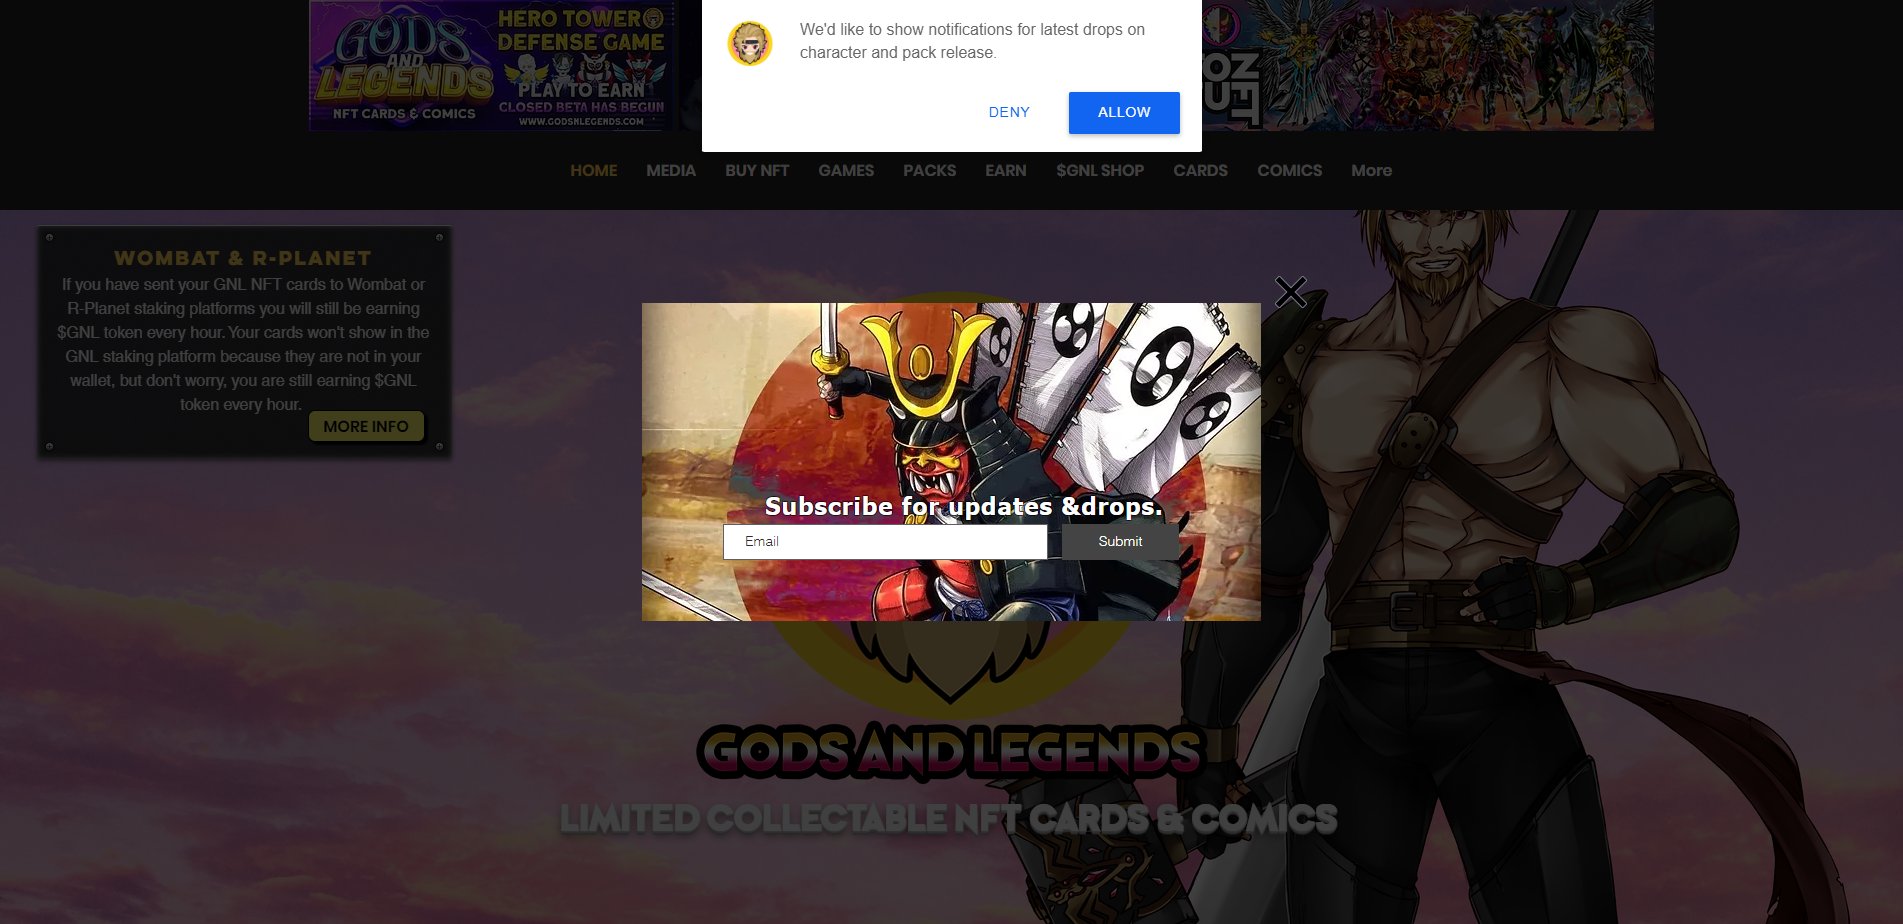 GODS
AND
LEGENDS
NFT CARDS & COMICS
HERO TOWER
DEFENSE GAME
PLAY TO EARN
CLOSED BETA HAS BEGUN
WWW.GODSNLEGENDS.COM
We'd like to show notifications for latest drops on
character and pack release.
DENY
ALLOW
HOME
MEDIA
BUY NFT
GAMES
PACKS
EARN
$GNL SHOP
CARDS
COMICS
More
WOMBAT & R-PLANET
If you have sent your GNL NFT cards to Wombat or
R-Planet staking platforms you will still be earning
$GNL token every hour. Your cards won't show in the
GNL staking platform because they are not in your
wallet, but don't worry, you are still earning $GNL
token every hour.
MORE INFO
Subscribe for updates &drops.
Email
Submit
GODS AND LEGENDS
LIMITED COLLECTABLE NFT CARDS & COMICS